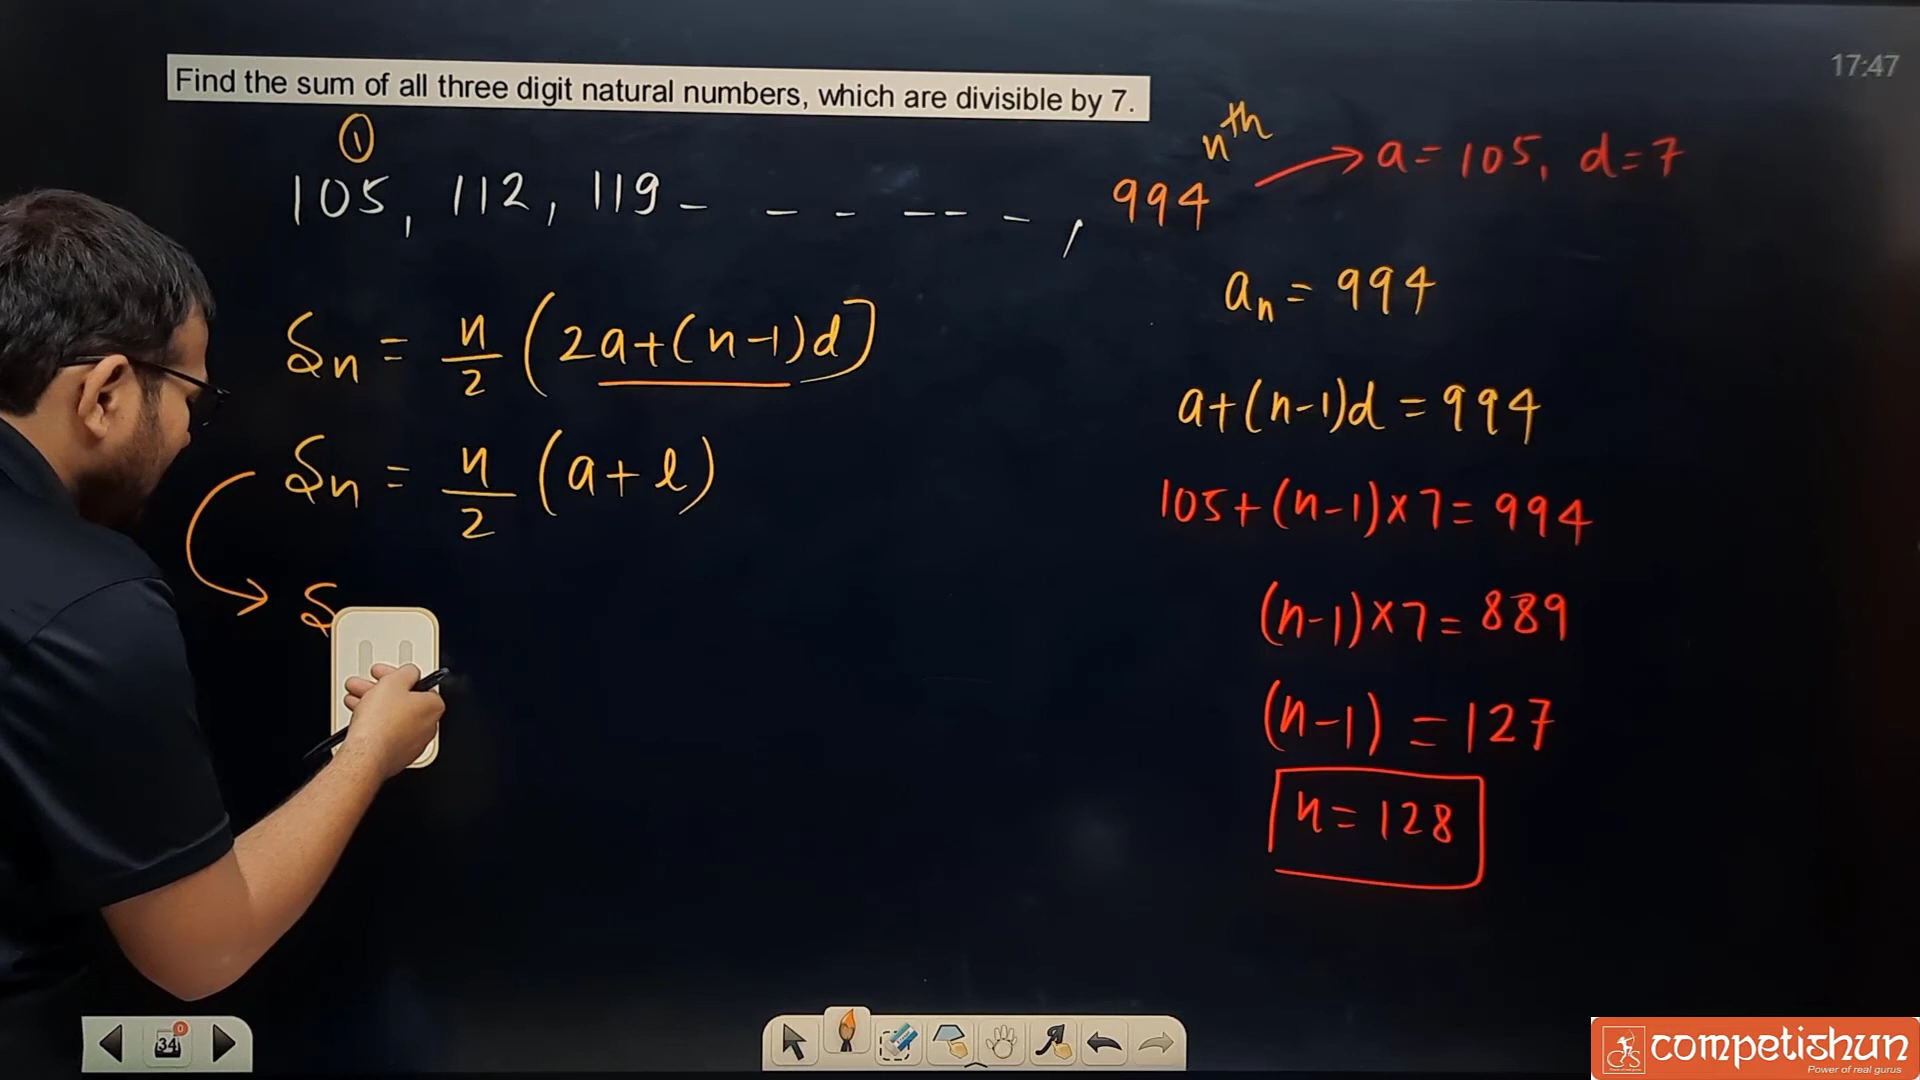 17:47
Find the sum of all three digit natural numbers, which are divisible by 7.
①
nth
105, 112, 119 - - - -- - , 994 → a = 105, d = 7
Sn = n/2 (2a+(n-1)d]
Sn = n/2 (a+l)
S
an = 994
a+(n-1)d = 994
105+(n-1)×7 = 994
(n-1)×7 = 889
(n-1) = 127
n = 128
34
0
competishun
Power of real gurus